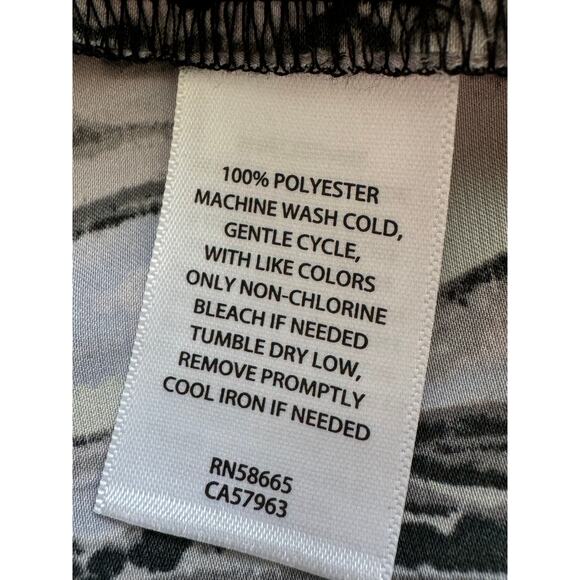 100% POLYESTER
MACHINE WASH COLD,
GENTLE CYCLE,
WITH LIKE COLORS
ONLY NON-CHLORINE
BLEACH IF NEEDED
TUMBLE DRY LOW,
REMOVE PROMPTLY
COOL IRON IF NEEDED
RN58665
CA57963